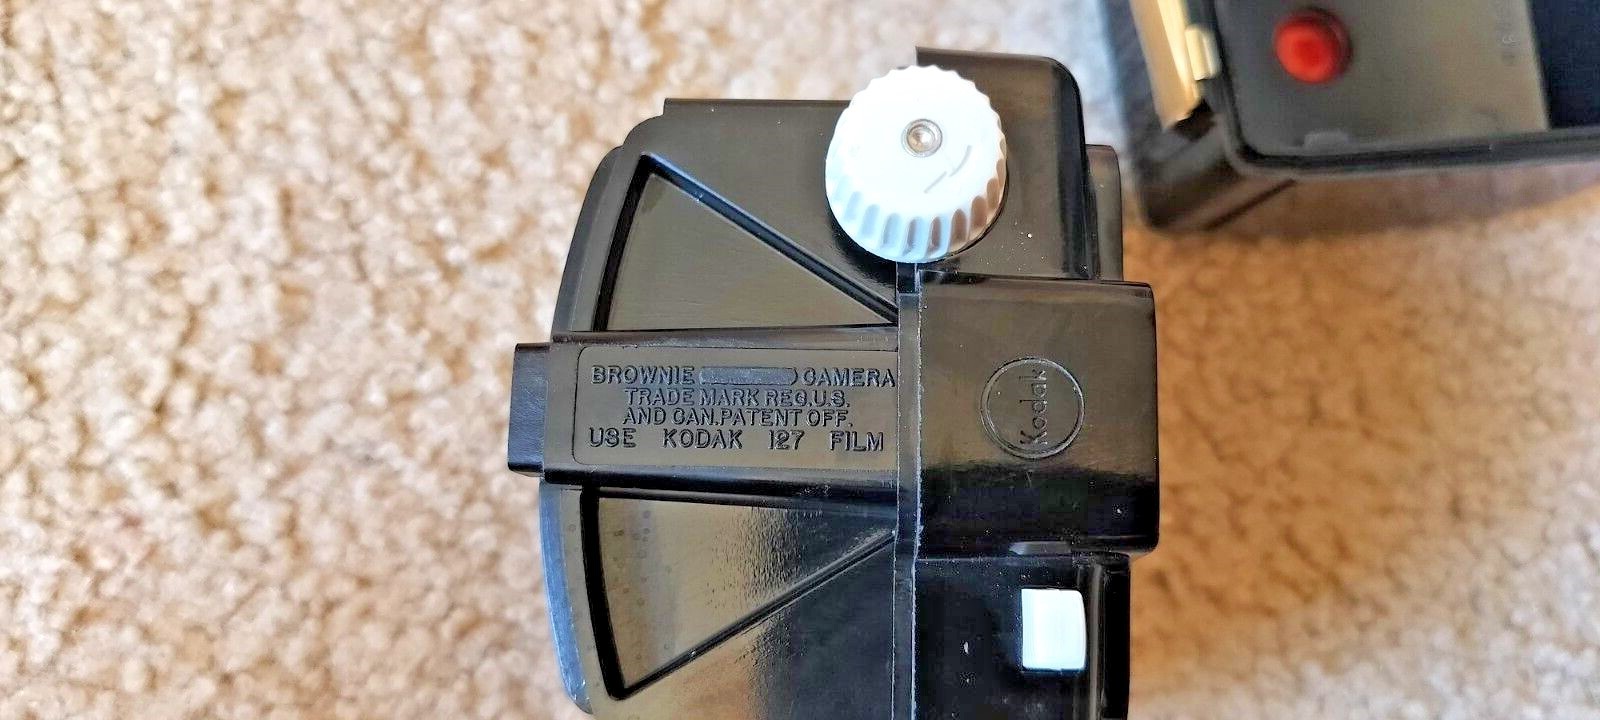 BROWNIE CAMERA
TRADE MARK REG.U.S.
AND CAN.PATENT OFF.
USE KODAK 127 FILM
Kodak